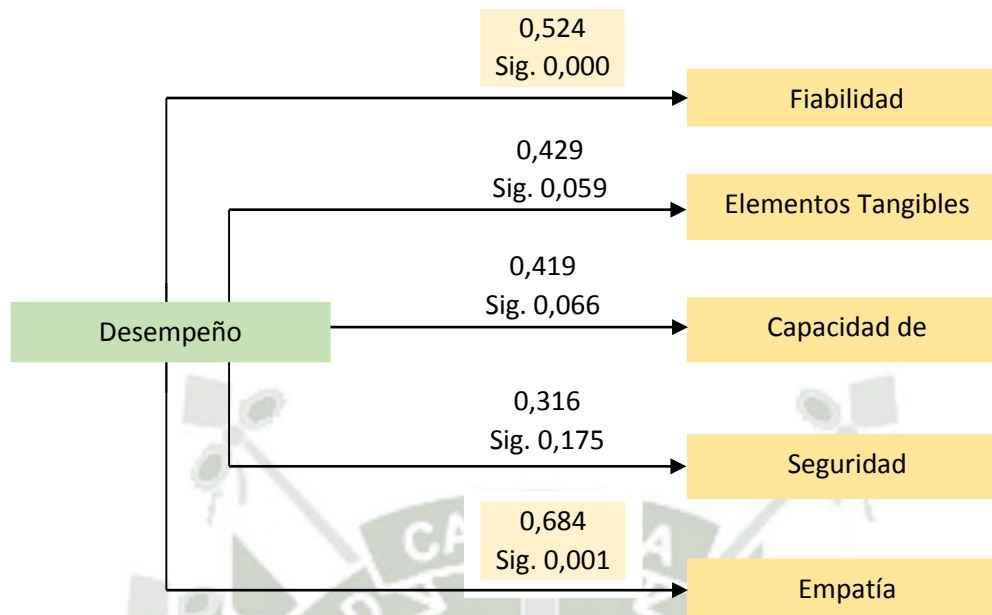 0,524
Sig. 0,000
Fiabilidad
0,429
Sig. 0,059
Elementos Tangibles
0,419
Sig. 0,066
Desempeño
Capacidad de
0,316
Sig. 0,175
Seguridad
0,684
Sig. 0,001
Empatía